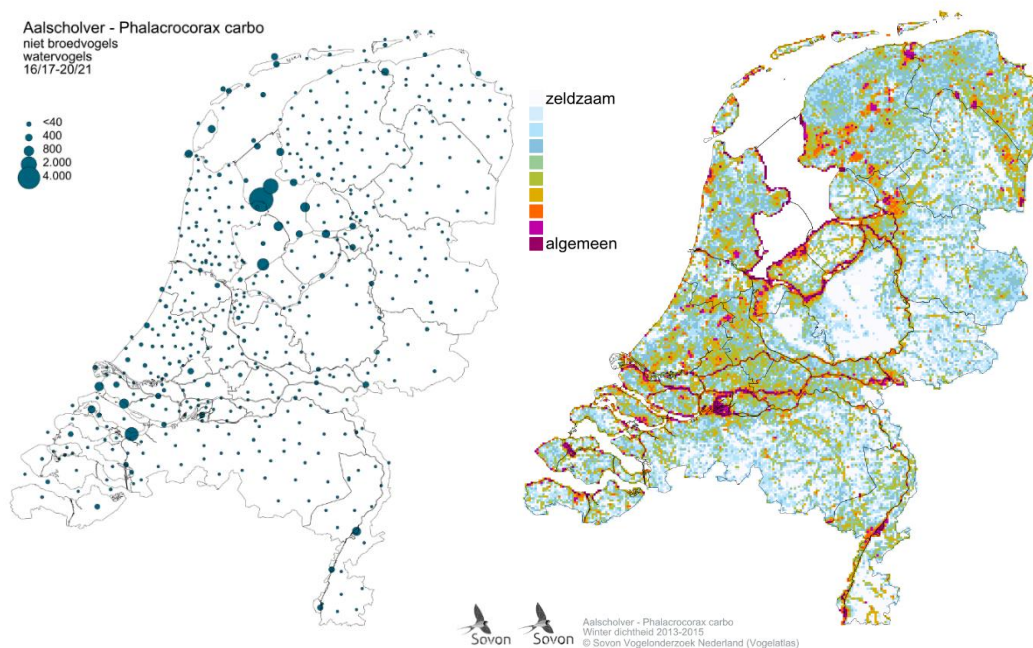 Aalscholver - Phalacrocorax carbo
niet broedvogels
watervogels
16/17-20/21
<40
400
800
2.000
4.000
zeldzaam
algemeen
Sovon
Sovon
Aalscholver - Phalacrocorax carbo
Winter dichtheid 2013-2015
© Sovon Vogelonderzoek Nederland (Vogelatlas)